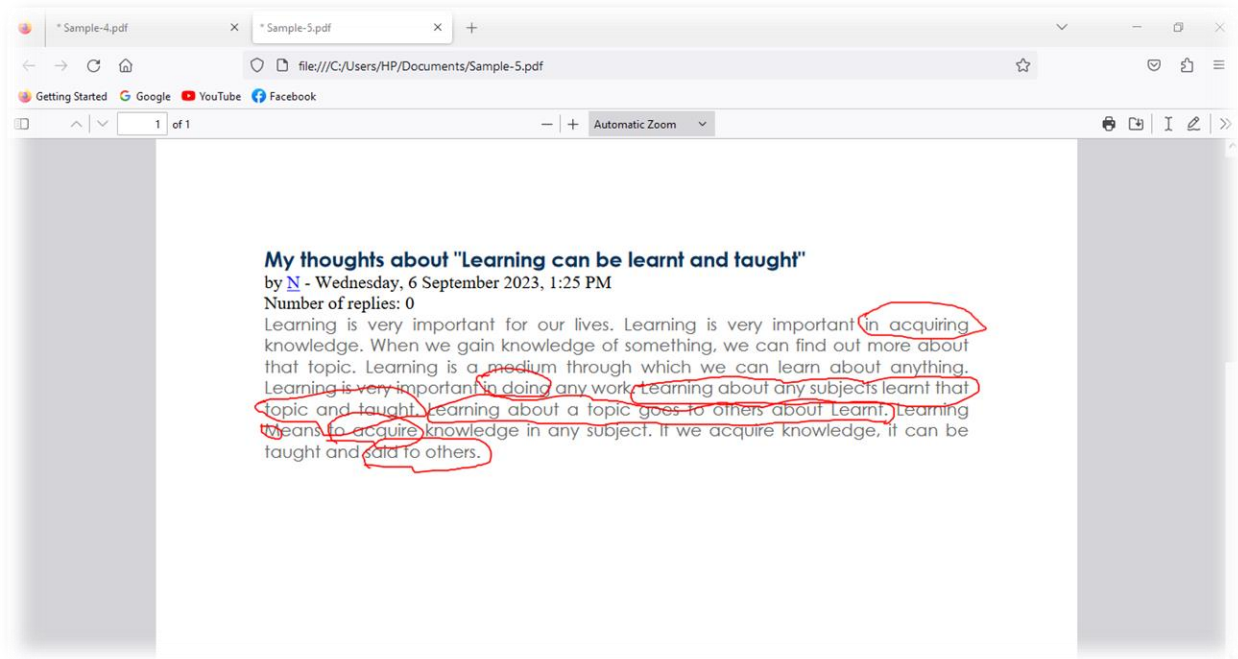 * Sample-4.pdf
* Sample-5.pdf
file:///C:/Users/HP/Documents/Sample-5.pdf
Getting Started Google YouTube Facebook
1 of 1 Automatic Zoom
My thoughts about "Learning can be learnt and taught"
by N - Wednesday, 6 September 2023, 1:25 PM
Number of replies: 0
Learning is very important for our lives. Learning is very important in acquiring
knowledge. When we gain knowledge of something, we can find out more about
that topic. Learning is a medium through which we can learn about anything.
Learning is very important in doing any work. Learning about any subjects learnt that
topic and taught. Learning about a topic goes to others about Learnt. Learning
Means to acquire knowledge in any subject. If we acquire knowledge, it can be
taught and said to others.